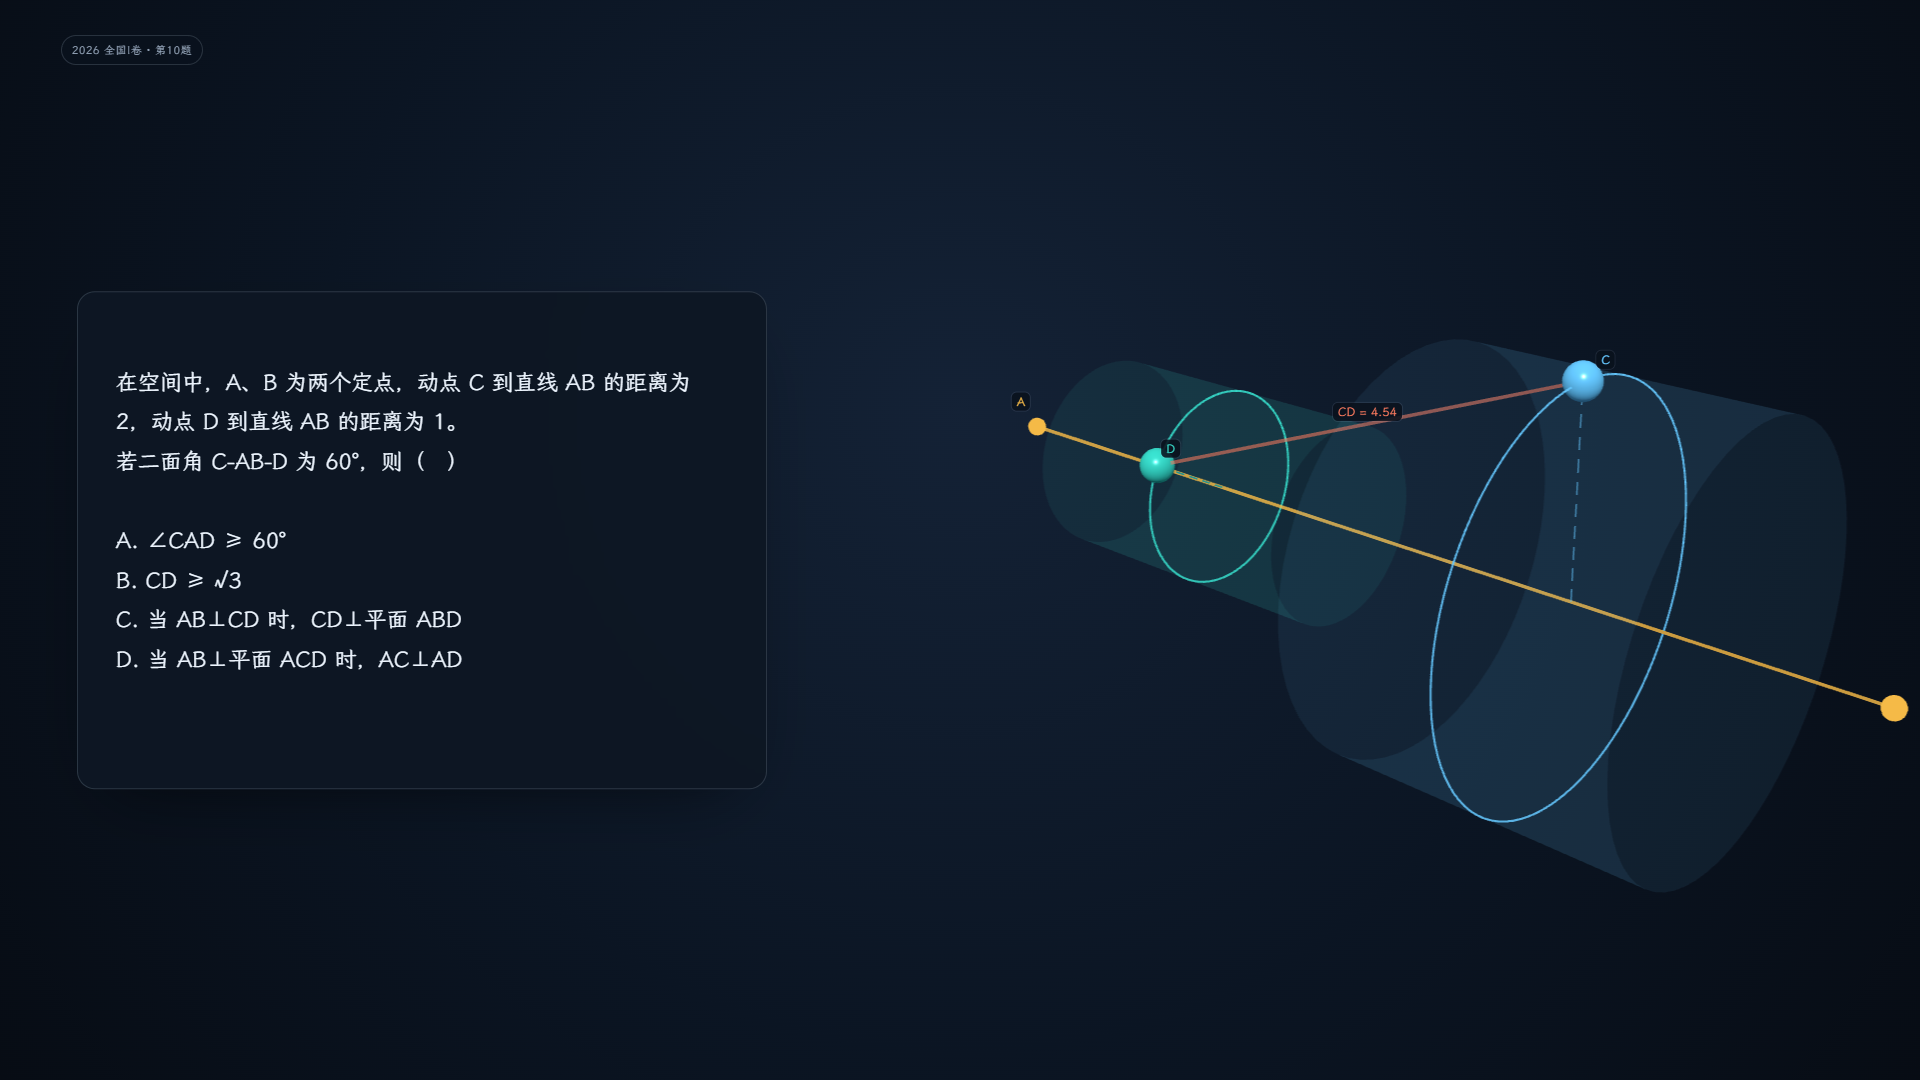 2026 全国I卷・第10题
在空间中，A、B 为两个定点，动点 C 到直线 AB 的距离为
2，动点 D 到直线 AB 的距离为 1。
若二面角 C-AB-D 为 60°，则（　）
A. ∠CAD ⩾ 60°
B. CD ⩾ √3
C. 当 AB⊥CD 时，CD⊥平面 ABD
D. 当 AB⊥平面 ACD 时，AC⊥AD
C
A
CD = 4.54
D